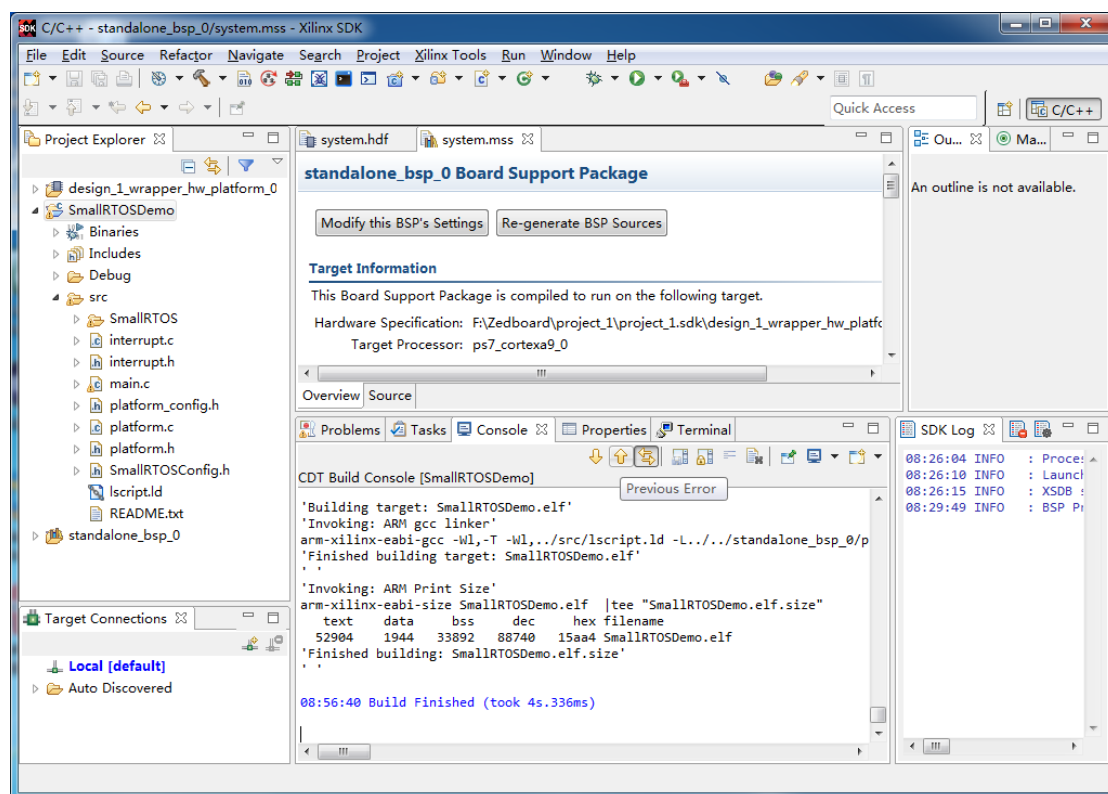 SDK C/C++ - standalone_bsp_0/system.mss - Xilinx SDK
File Edit Source Refactor Navigate Search Project Xilinx Tools Run Window Help
Quick Access
C/C++
Project Explorer
design_1_wrapper_hw_platform_0
SmallRTOSDemo
Binaries
Includes
Debug
src
SmallRTOS
interrupt.c
interrupt.h
main.c
platform_config.h
platform.c
platform.h
SmallRTOSConfig.h
lscript.ld
README.txt
standalone_bsp_0
Target Connections
Local [default]
Auto Discovered
system.hdf system.mss
standalone_bsp_0 Board Support Package
Modify this BSP's Settings Re-generate BSP Sources
Target Information
This Board Support Package is compiled to run on the following target.
Hardware Specification: F:\Zedboard\project_1\project_1.sdk\design_1_wrapper_hw_platfc
Target Processor: ps7_cortexa9_0
Overview Source
Ou... Ma...
An outline is not available.
Problems Tasks Console Properties Terminal
CDT Build Console [SmallRTOSDemo]
Previous Error
'Building target: SmallRTOSDemo.elf'
'Invoking: ARM gcc linker'
arm-xilinx-eabi-gcc -Wl,-T -Wl,../src/lscript.ld -L../../standalone_bsp_0/p
'Finished building target: SmallRTOSDemo.elf'
' '
'Invoking: ARM Print Size'
arm-xilinx-eabi-size SmallRTOSDemo.elf |tee "SmallRTOSDemo.elf.size"
text data bss dec hex filename
52904 1944 33892 88740 15aa4 SmallRTOSDemo.elf
'Finished building: SmallRTOSDemo.elf.size'
' '
08:56:40 Build Finished (took 4s.336ms)
SDK Log
08:26:04 INFO : Proces
08:26:10 INFO : Launch
08:26:15 INFO : XSDB s
08:29:49 INFO : BSP Pr